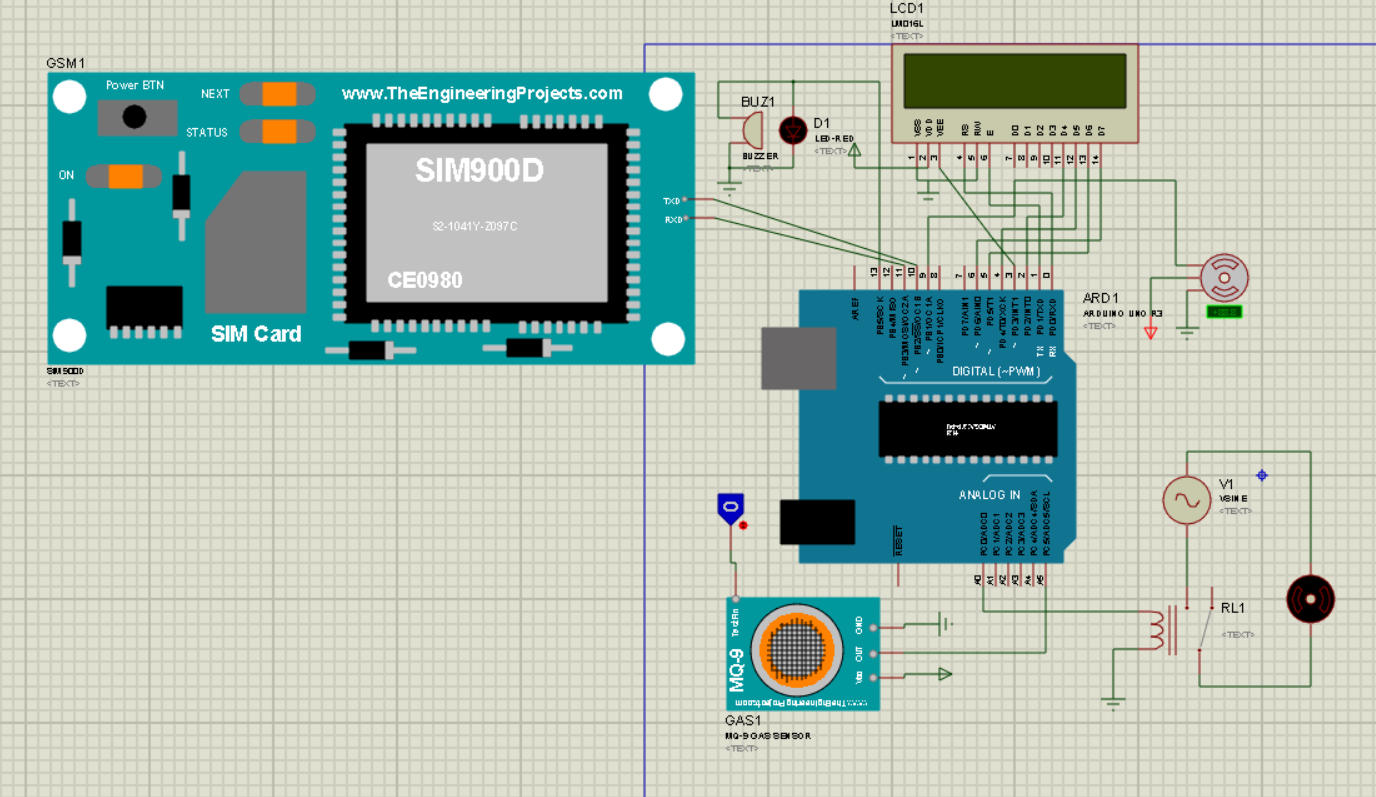 GSM1
Power BTN
NEXT
STATUS
ON
www.TheEngineeringProjects.com
SIM900D
S2-1041Y-Z097C
CE0980
SIM Card
TXD
RXD
SIM900D
<TEXT>
BUZ1
BUZZER
<TEXT>
D1
LED-RED
<TEXT>
LCD1
LM016L
<TEXT>
VSS
VDD
VEE
RS
RW
E
D0
D1
D2
D3
D4
D5
D6
D7
1
2
3
4
5
6
7
8
9
10
11
12
13
14
13
12
11
10
9
8
7
6
5
4
3
2
1
0
AREF
PB5/SCK
PB4/MISO
PB3/MOSI/OC2A
PB2/SS/OC1B
PB1/OC1A
PB0/ICP1/CLKO
PD7/AIN1
PD6/AIN0
PD5/T1
PD4/T0/XCK
PD3/INT1
PD2/INT0
PD1/TXD
PD0/RXD
TX
RX
DIGITAL (~PWM)
ARD1
ARDUINO UNO R3
<TEXT>
ANALOG IN
RESET
PC0/ADC0
PC1/ADC1
PC2/ADC2
PC3/ADC3
PC4/ADC4/SDA
PC5/ADC5/SCL
A0
A1
A2
A3
A4
A5
0
TestPin
MQ-9
GND
OUT
Vdd
www.TheEngineeringProjects.com
GAS1
MQ-9 GAS SENSOR
<TEXT>
V1
VSINE
<TEXT>
RL1
<TEXT>